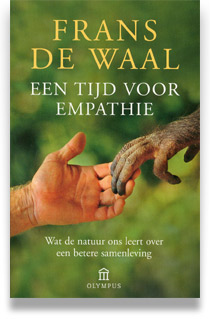 FRANS
DE WAAL
EEN TIJD VOOR
EMPATHIE
Wat de natuur ons leert over
een betere samenleving
OLYMPUS